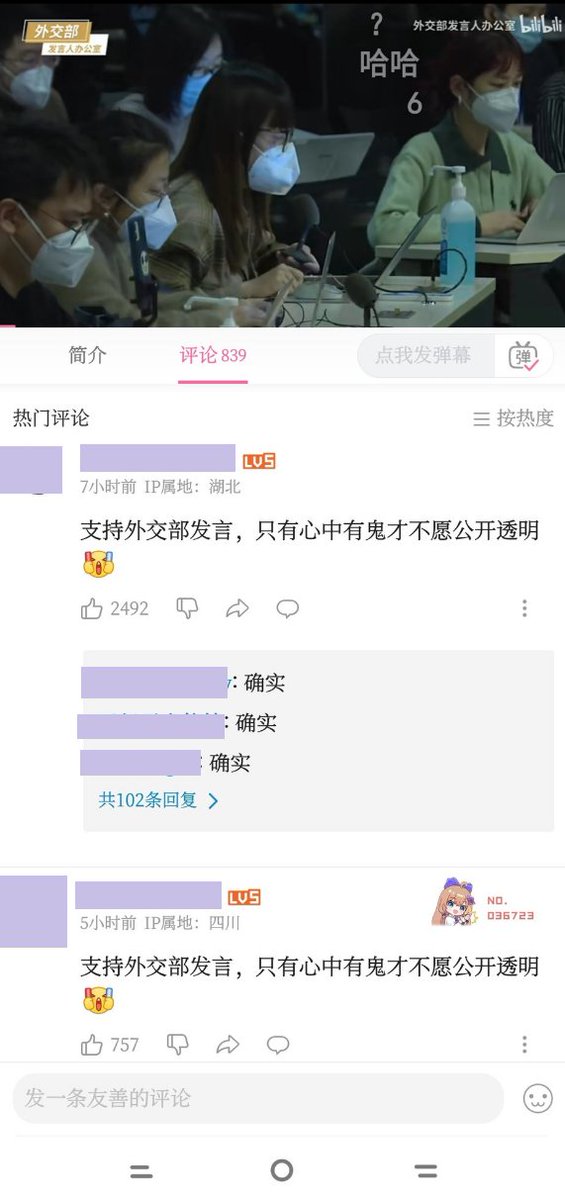 外交部
发言人办公室
?
外交部发言人办公室 bilibili
哈哈
6
简介
评论 839
点我发弹幕
弹
热门评论
按热度
LV5
7小时前 IP属地：湖北
支持外交部发言，只有心中有鬼才不愿公开透明
2492
: 确实
: 确实
: 确实
共102条回复
LV5
NO.
036723
5小时前 IP属地：四川
支持外交部发言，只有心中有鬼才不愿公开透明
757
发一条友善的评论